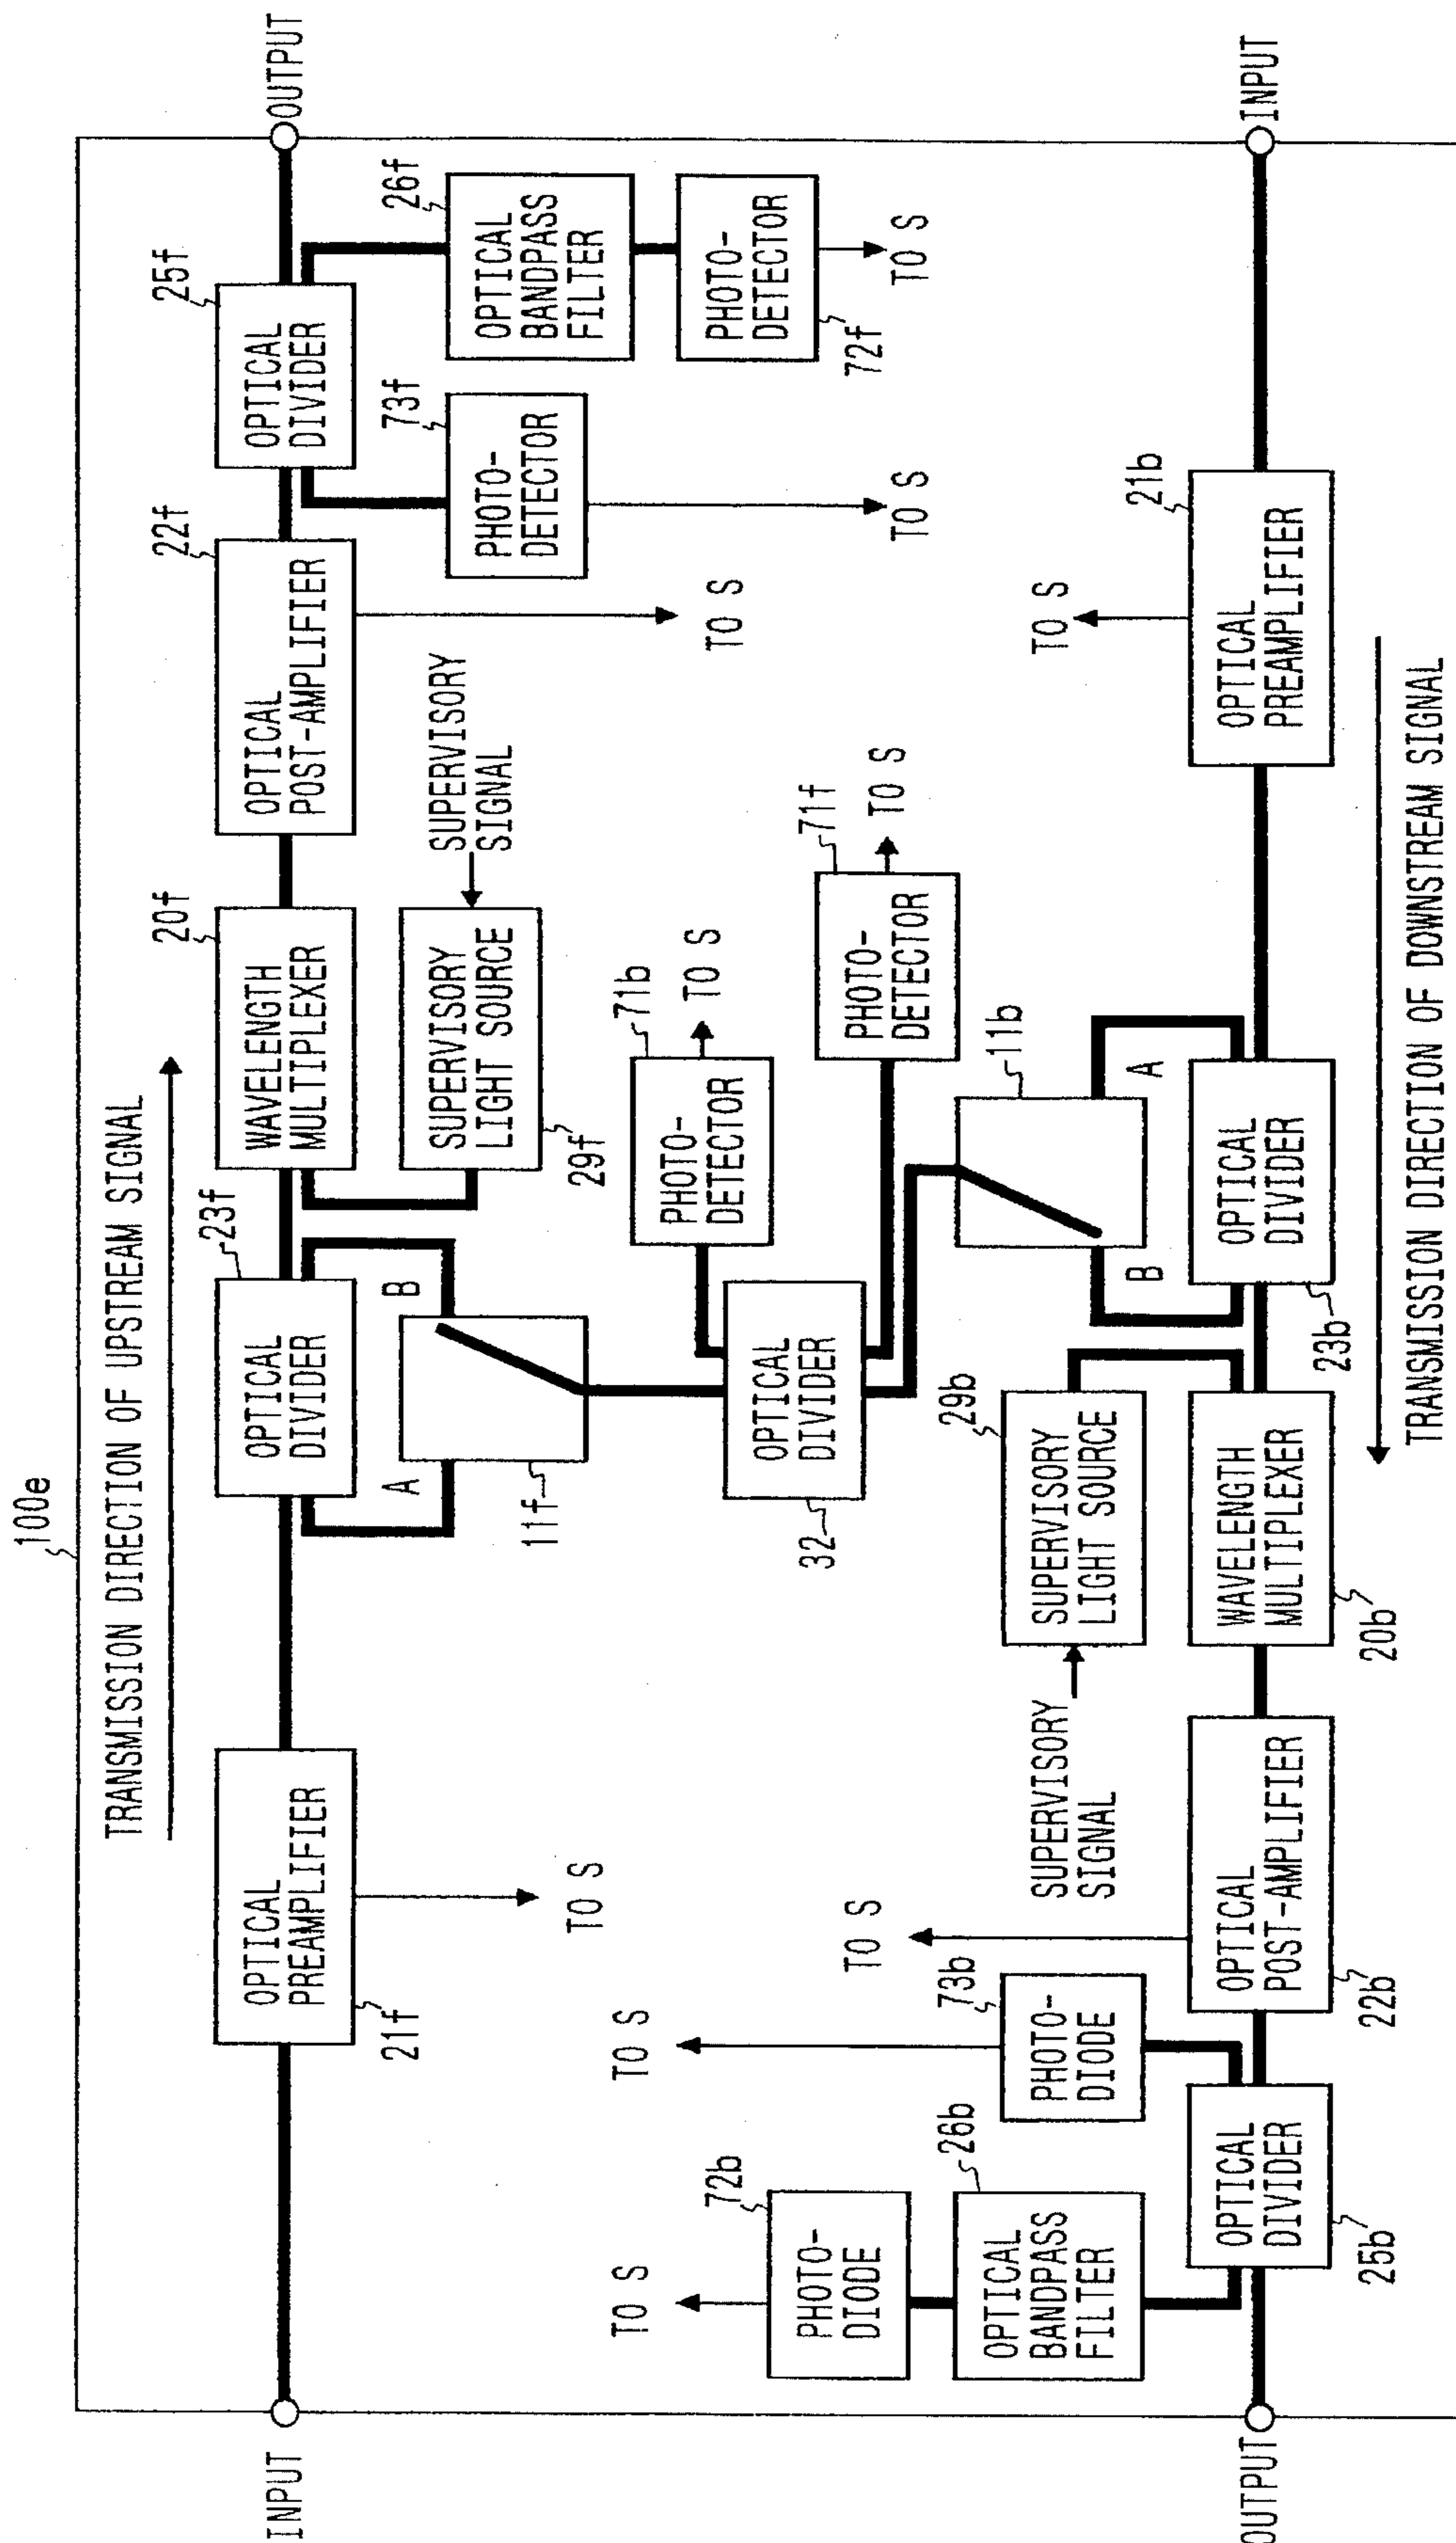 100e
TRANSMISSION DIRECTION OF UPSTREAM SIGNAL
INPUT
OPTICAL
PREAMPLIFIER
21f
TO S
OPTICAL
DIVIDER
23f
A
B
11f
WAVELENGTH
MULTIPLEXER
20f
SUPERVISORY
LIGHT SOURCE
29f
SUPERVISORY
SIGNAL
OPTICAL
POST-AMPLIFIER
22f
TO S
OPTICAL
DIVIDER
25f
PHOTO-
DETECTOR
73f
TO S
OPTICAL
BANDPASS
FILTER
26f
PHOTO-
DETECTOR
72f
TO S
OUTPUT
OPTICAL
DIVIDER
32
PHOTO-
DETECTOR
71b
TO S
PHOTO-
DETECTOR
71f
TO S
11b
A
B
INPUT
OPTICAL
PREAMPLIFIER
21b
TO S
OPTICAL
DIVIDER
23b
SUPERVISORY
LIGHT SOURCE
29b
SUPERVISORY
SIGNAL
WAVELENGTH
MULTIPLEXER
20b
OPTICAL
POST-AMPLIFIER
22b
TO S
PHOTO-
DIODE
73b
TO S
OPTICAL
DIVIDER
25b
OPTICAL
BANDPASS
FILTER
26b
PHOTO-
DIODE
72b
TO S
OUTPUT
TRANSMISSION DIRECTION OF DOWNSTREAM SIGNAL